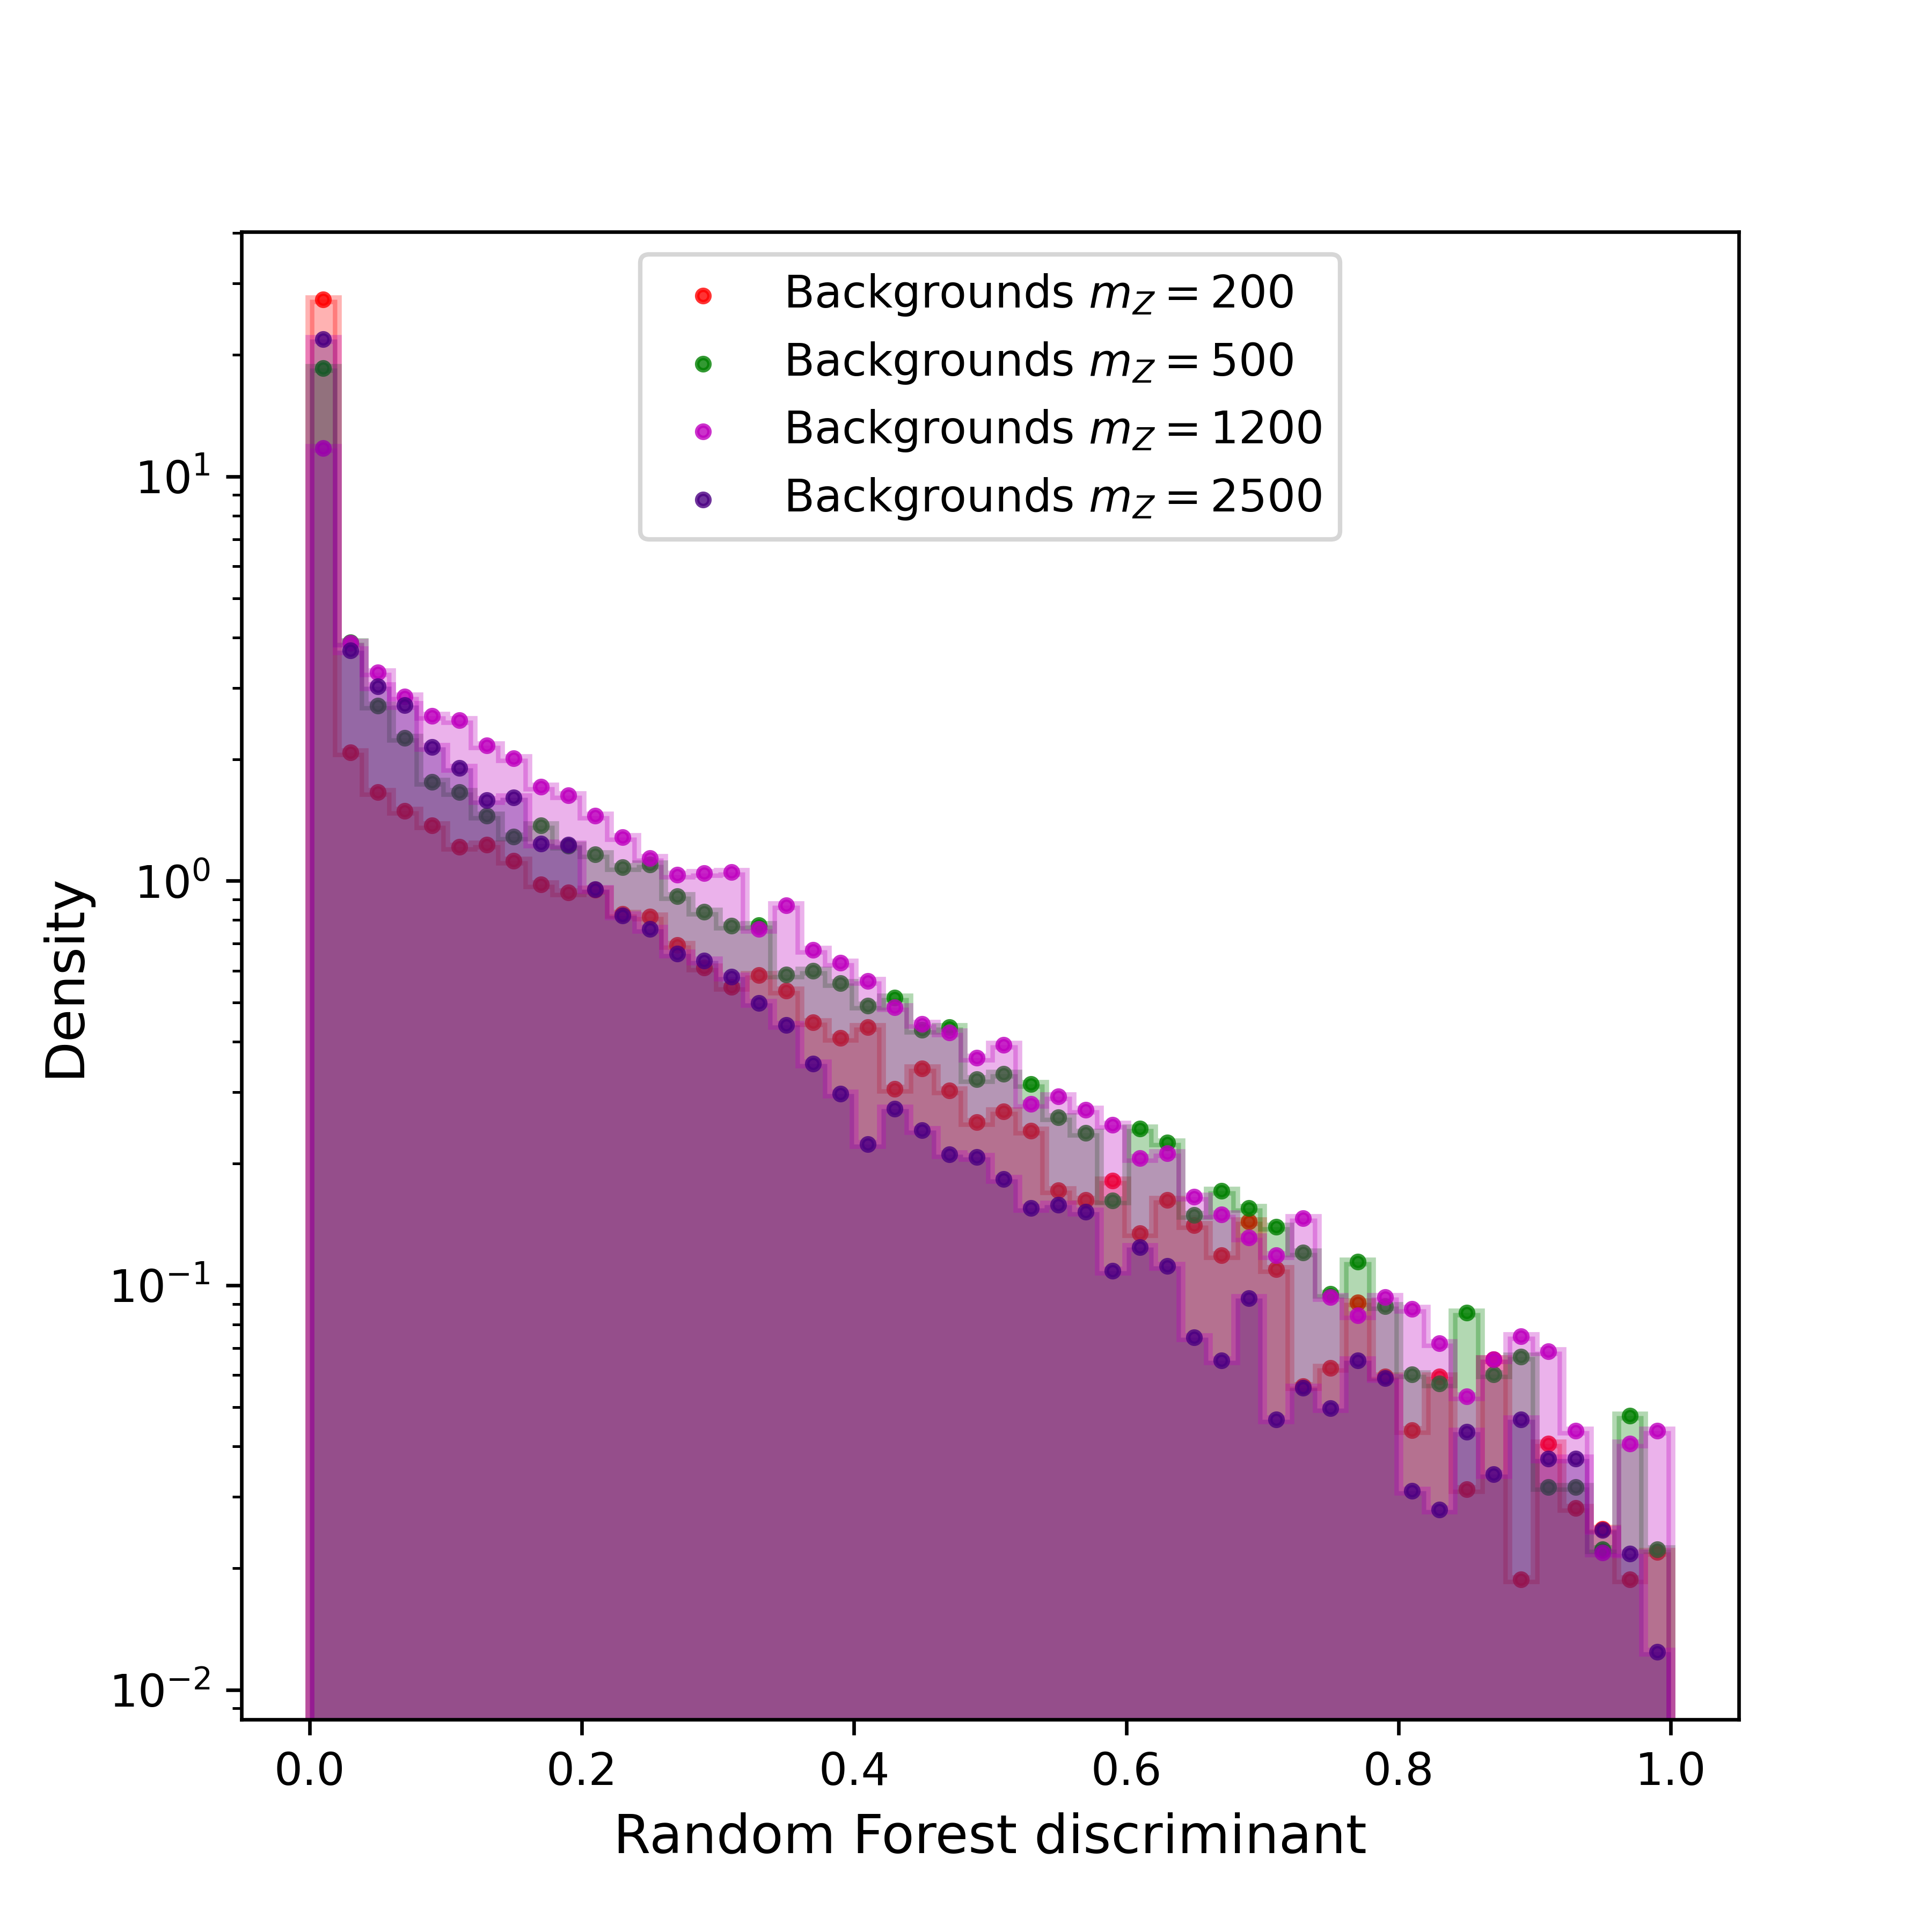 Backgrounds m_Z = 200
Backgrounds m_Z = 500
Backgrounds m_Z = 1200
Backgrounds m_Z = 2500
10^1
10^0
10^−1
10^−2
Density
0.0 0.2 0.4 0.6 0.8 1.0
Random Forest discriminant